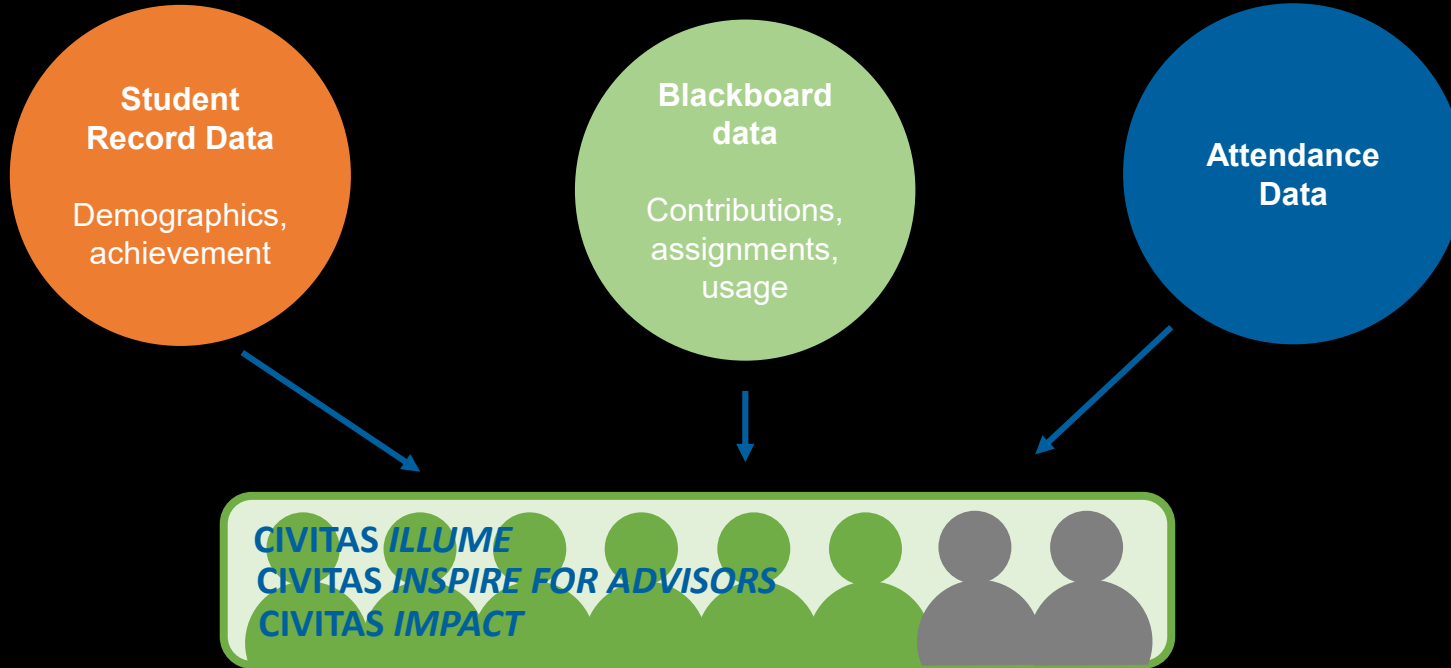 Student
Record Data
Demographics,
achievement
Blackboard
data
Contributions,
assignments,
usage
Attendance
Data
CIVITAS ILLUME
CIVITAS INSPIRE FOR ADVISORS
CIVITAS IMPACT